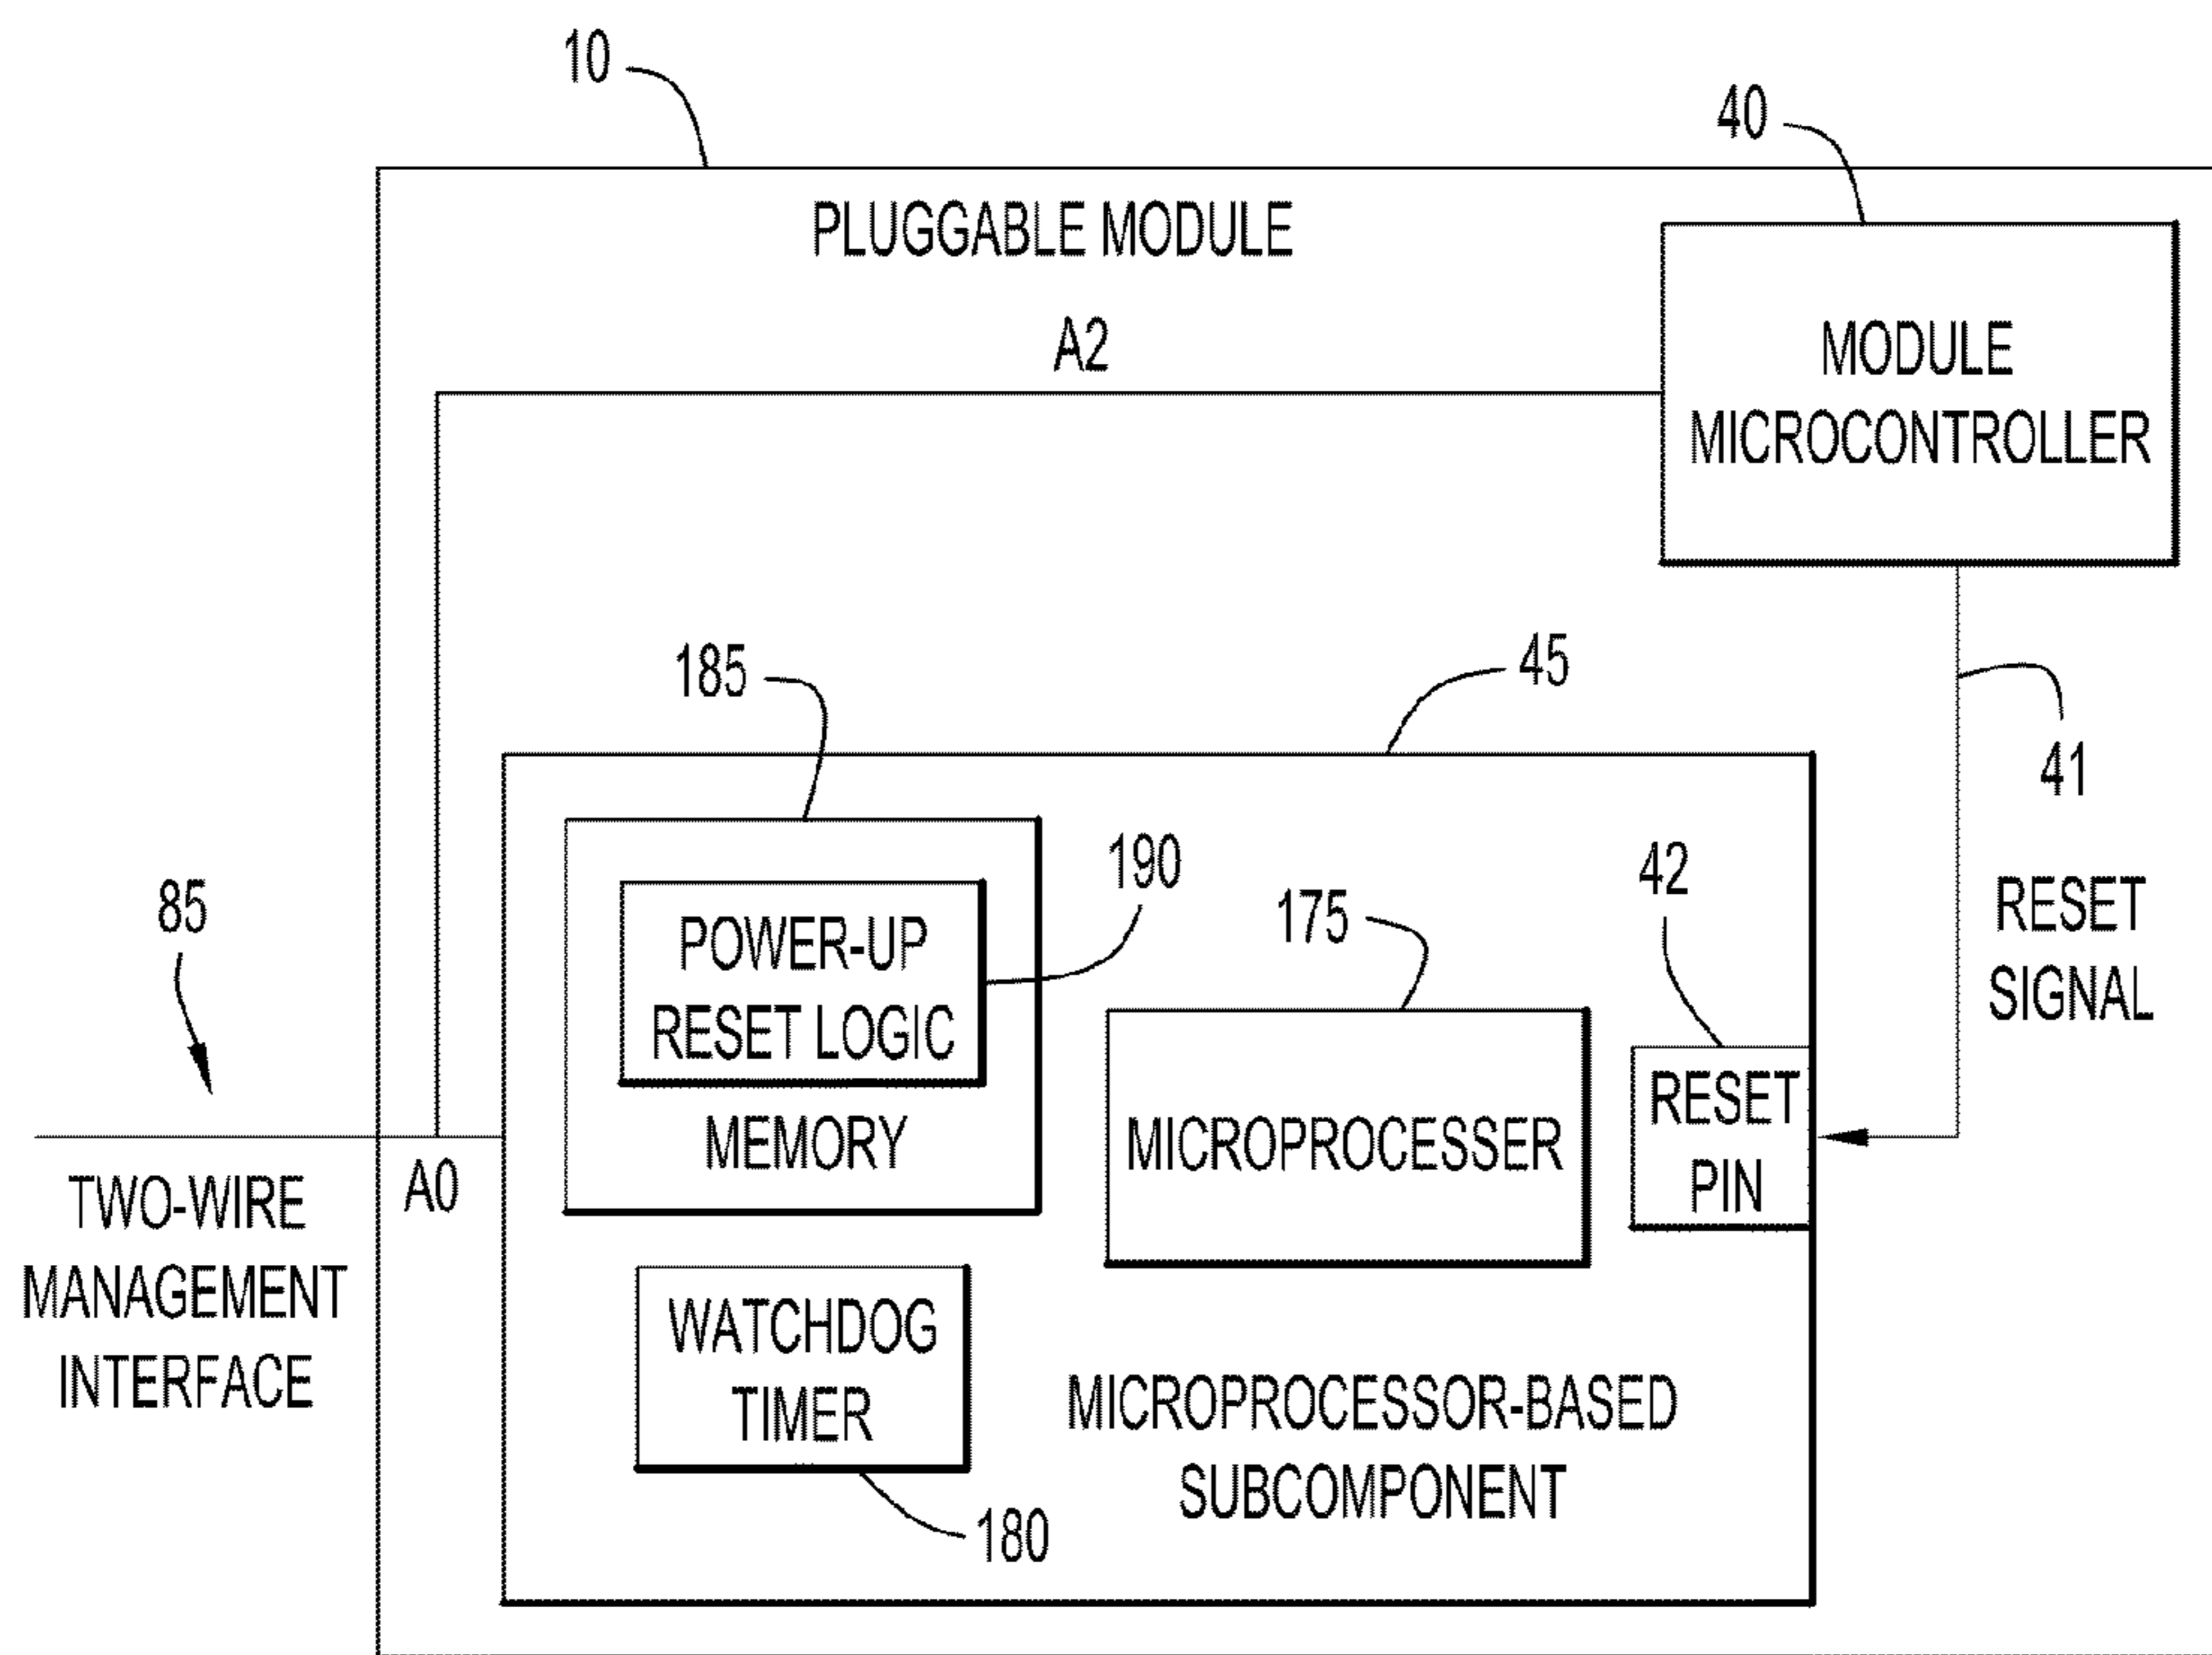 10
40
PLUGGABLE MODULE
A2
MODULE
MICROCONTROLLER
185
45
41
RESET
SIGNAL
85
190
175
42
POWER-UP
RESET LOGIC
MEMORY
MICROPROCESSER
RESET
PIN
A0
TWO-WIRE
MANAGEMENT
INTERFACE
WATCHDOG
TIMER
180
MICROPROCESSOR-BASED
SUBCOMPONENT